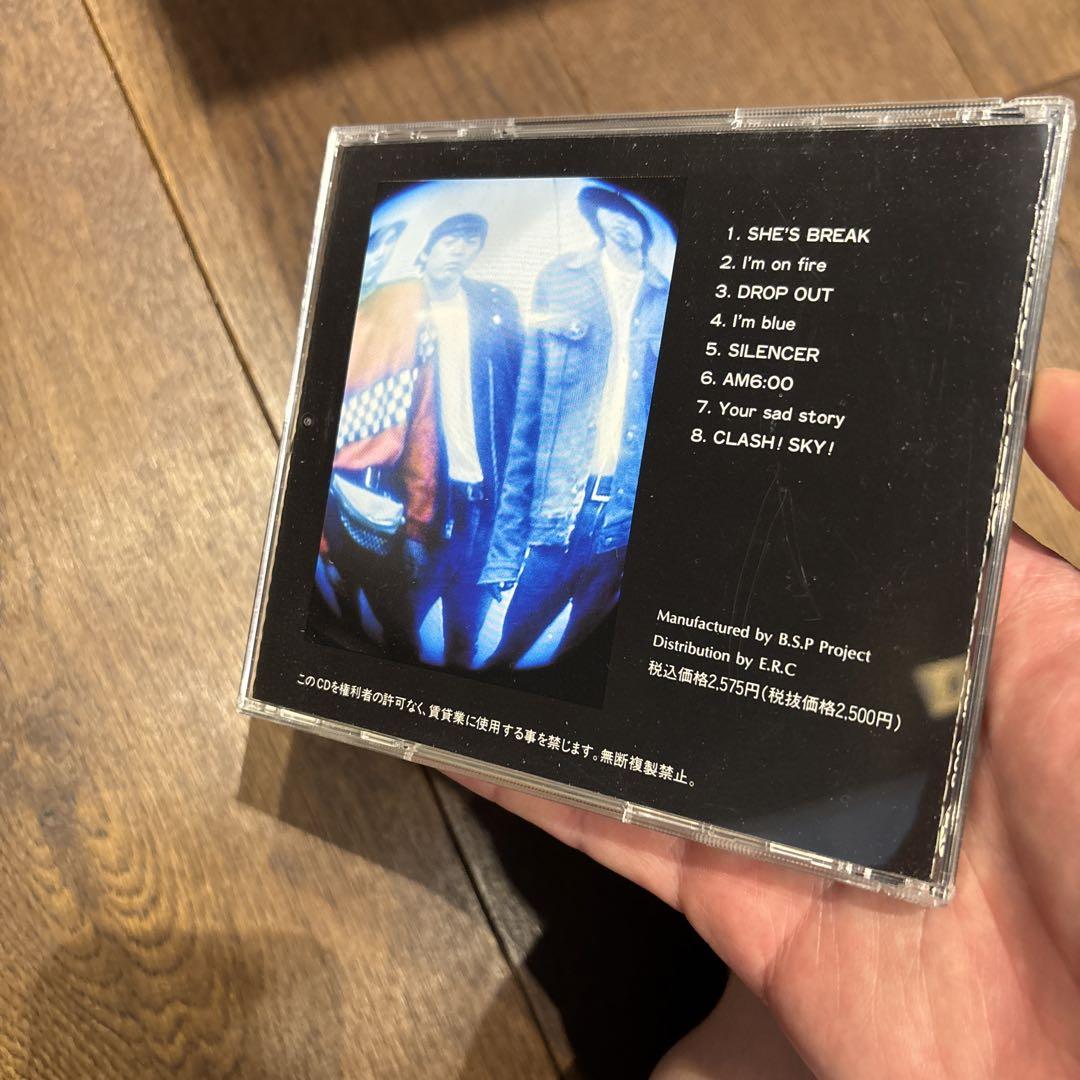 1. SHE'S BREAK
2. I'm on fire
3. DROP OUT
4. I'm blue
5. SILENCER
6. AM6:00
7. Your sad story
8. CLASH! SKY!
Manufactured by B.S.P Project
Distribution by E.R.C
税込価格2,575円(税抜価格2,500円)
このCDを権利者の許可なく、賃貸業に使用する事を禁じます。無断複製禁止。